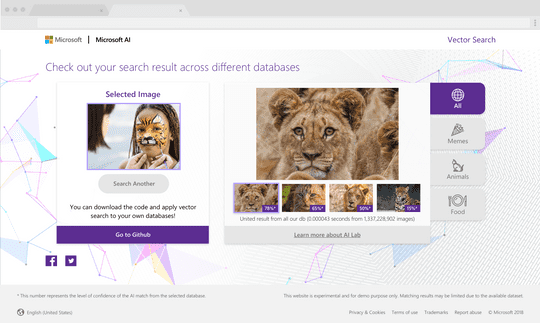 Microsoft | Microsoft AI
Vector Search
Check out your search result across different databases
Selected Image
Search Another
You can download the code and apply vector
search to your own databases!
Go to Github
78%*
65%*
50%*
15%*
United result from all our db (0.000043 seconds from 1,337,228,902 images)
Learn more about AI Lab
All
Memes
Animals
Food
* This number represents the level of confidence of the AI match from the selected database.
This website is experimental and for demo purpose only. Matching results may be limited due to the available dataset.
English (United States)
Privacy & Cookies
Terms of use
Trademarks
Report abuse
© Microsoft 2018